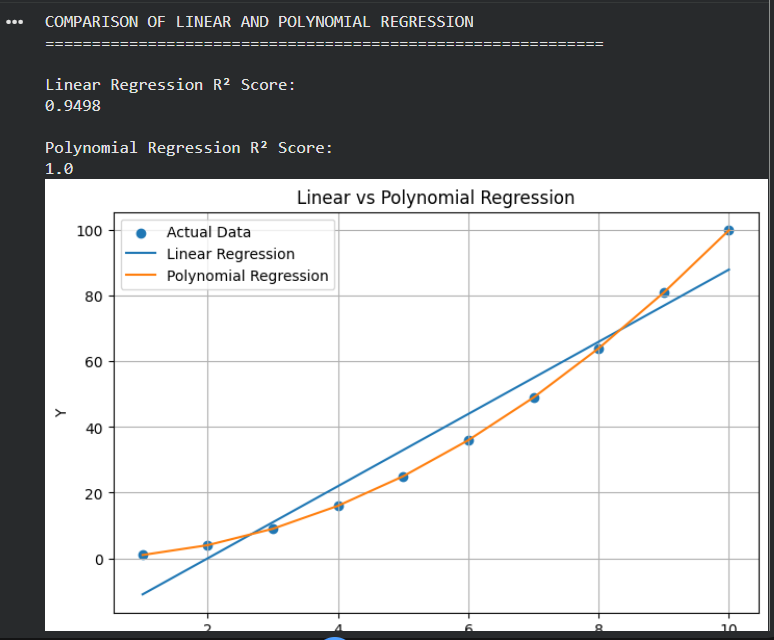 COMPARISON OF LINEAR AND POLYNOMIAL REGRESSION
============================================================
Linear Regression R² Score:
0.9498
Polynomial Regression R² Score:
1.0
Linear vs Polynomial Regression
Actual Data
Linear Regression
Polynomial Regression
100
80
60
40
20
0
Y
2 4 6 8 10